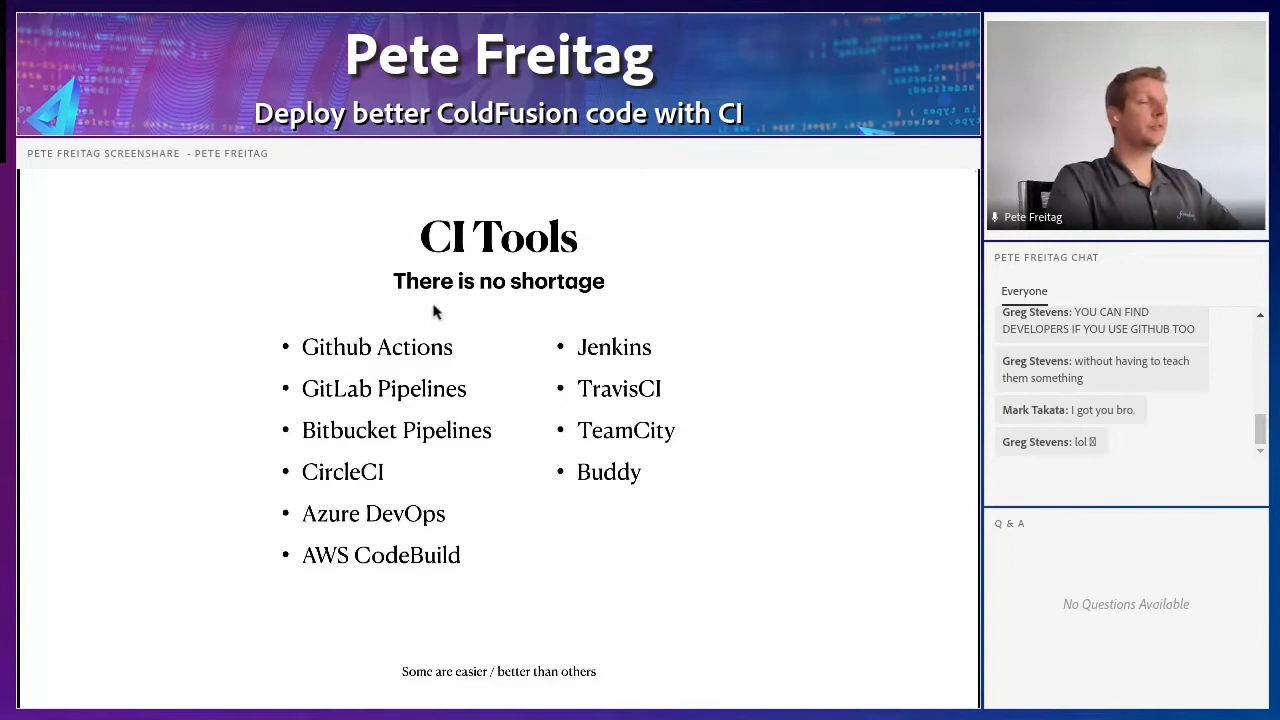 Pete Freitag
Deploy better ColdFusion code with CI
PETE FREITAG SCREENSHARE - PETE FREITAG
CI Tools
There is no shortage
• Github Actions
• GitLab Pipelines
• Bitbucket Pipelines
• CircleCI
• Azure DevOps
• AWS CodeBuild
• Jenkins
• TravisCI
• TeamCity
• Buddy
Some are easier / better than others
Pete Freitag
PETE FREITAG CHAT
Everyone
Greg Stevens: YOU CAN FIND
DEVELOPERS IF YOU USE GITHUB TOO
Greg Stevens: without having to teach
them something
Mark Takata: I got you bro.
Greg Stevens: lol
Q & A
No Questions Available